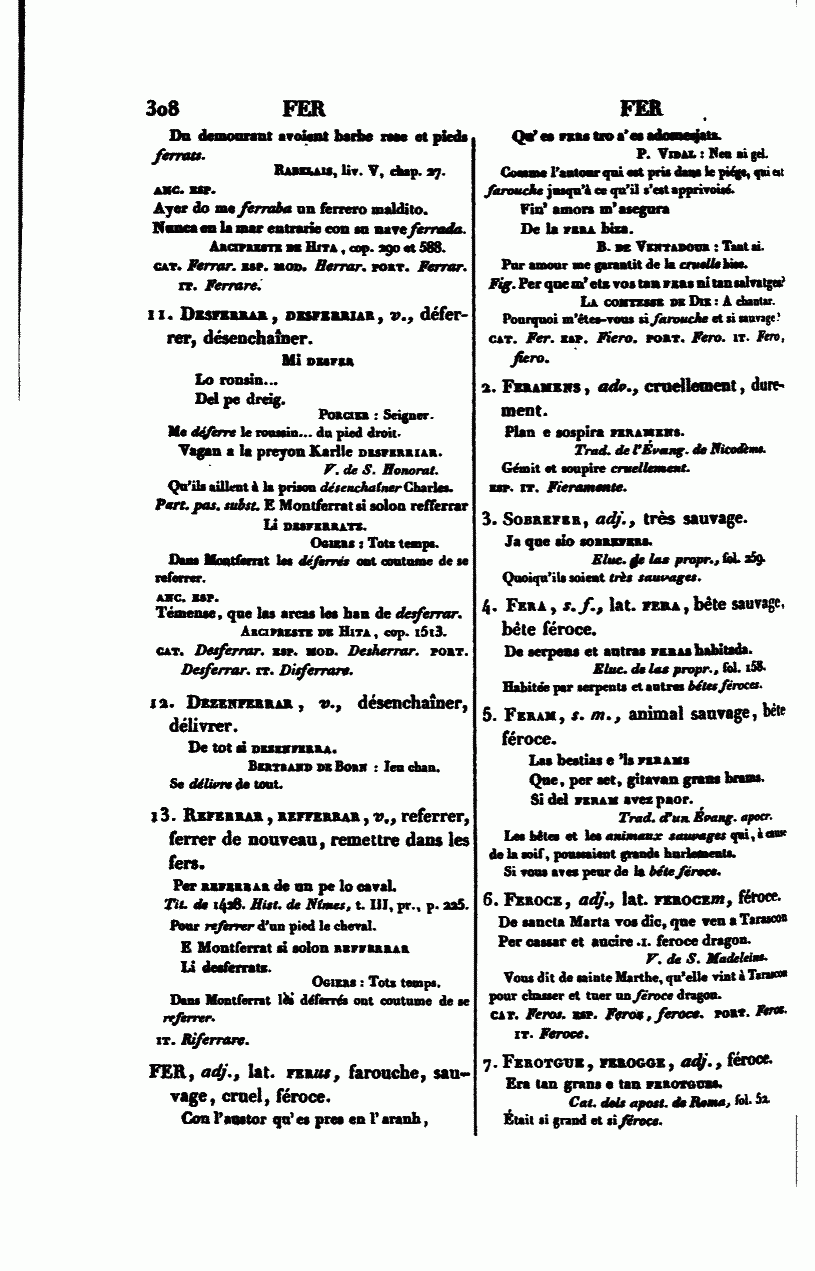 308 FER FER
Du demourant avoient barbe rase et pieds
ferrats.
RABELAIS, liv. V, chap. 27.
ANC. ESP.
Ayer do me ferraba un ferrero maldito.
Nunca en la mar entrarie con su nave ferrada.
ARCIPRESTE DE HITA, cop. 290 et 588.
CAT. Ferrar. ESP. MOD. Herrar. PORT. Ferrar.
IT. Ferrare.
11. DESFERRAR, DESFERRIAR, v., défer-
rer, désenchaîner.
Mi DESFER
Lo ronsin...
Del pe dreig.
PORCIER : Seigner.
Me déferre le roussin... du pied droit.
Vagan a la preyon Karlle DESFERRIAR.
V. de S. Honorat.
Qu'ils aillent à la prison désenchaîner Charles.
Part. pas. subst. E Montferrat si solon refferrar
Li DESFERRATS.
OGIERS : Tots temps.
Dans Montferrat les déferrés ont coutume de se
referrer.
ANC. ESP.
Témense, que las arcas les han de desferrar.
ARCIPRESTE DE HITA, cop. 1513.
CAT. Desferrar. ESP. MOD. Desherrar. PORT.
Desferrar. IT. Disferrare.
12. DEZENFERRAR, v., désenchaîner,
délivrer.
De tot si DESENFERRA.
BERTRAND DE BORN : Ieu chan.
Se délivre de tout.
13. REFERRAR, REFFERRAR, v., referrer,
ferrer de nouveau, remettre dans les
fers.
Per REFERRAR de un pe lo caval.
Tit. de 1428. Hist. de Nîmes, t. III, pr., p. 225.
Pour referrer d'un pied le cheval.
E Montferrat si solon REFFERRAR
Li desferrats.
OGIERS : Tots temps.
Dans Montferrat les déferrés ont coutume de se
referrer.
IT. Riferrare.
FER, adj., lat. FERUS, farouche, sau-
vage, cruel, féroce.
Con l'austor qu'es pres en l'aranh,
Qu'es FERS tro s'es adomesjats.
P. VIDAL : Neu ni gel.
Comme l'autour qui est pris dans le piége, qui est
farouche jusqu'à ce qu'il s'est apprivoisé.
Fin' amors m'asegura
De la FERA biza.
B. DE VENTADOUR : Tant ai.
Pur amour me garantit de la cruelle bise.
Fig. Per que m'etz vos tan FERS ni tan salvatges?
LA COMTESSE DE DIE : A chantar.
Pourquoi m'êtes-vous si farouche et si sauvage?
CAT. Fer. ESP. Fiero. PORT. Fero. IT. Fero,
fiero.
2. FERAMENS, adv., cruellement, dure-
ment.
Plan e sospira FERAMENS.
Trad. de l'Évang. de Nicodème.
Gémit et soupire cruellement.
ESP. IT. Fieramente.
3. SOBREFER, adj., très sauvage.
Ja que sio SOBREFERS.
Eluc. de las propr., fol. 259.
Quoiqu'ils soient très sauvages.
4. FERA, s. f., lat. FERA, bête sauvage,
bête féroce.
De serpens et autras FERAS habitada.
Eluc. de las propr., fol. 158.
Habitée par serpents et autres bêtes féroces.
5. FERAM, s. m., animal sauvage, bête
féroce.
Las bestias e 'ls FERAMS
Que, per set, gitavan grans brams.
Si del FERAM avez paor.
Trad. d'un Évang. apocr.
Les bêtes et les animaux sauvages qui, à cause
de la soif, poussaient grands hurlements.
Si vous avez peur de la bête féroce.
6. FEROCE, adj., lat. FEROCEm, féroce.
De sancta Marta vos dic, que ven a Tarascon
Per cassar et aucire .I. feroce dragon.
V. de S. Madeleine.
Vous dit de sainte Marthe, qu'elle vint à Tarascon
pour chasser et tuer un féroce dragon.
CAT. Feros. ESP. Feroz, feroce. PORT. Feros.
IT. Feroce.
7. FEROTGUE, FEROGGE, adj., féroce.
Era tan grans e tan FEROTGUES.
Cat. dels apost. de Roma, fol. 52.
Était si grand et si féroce.